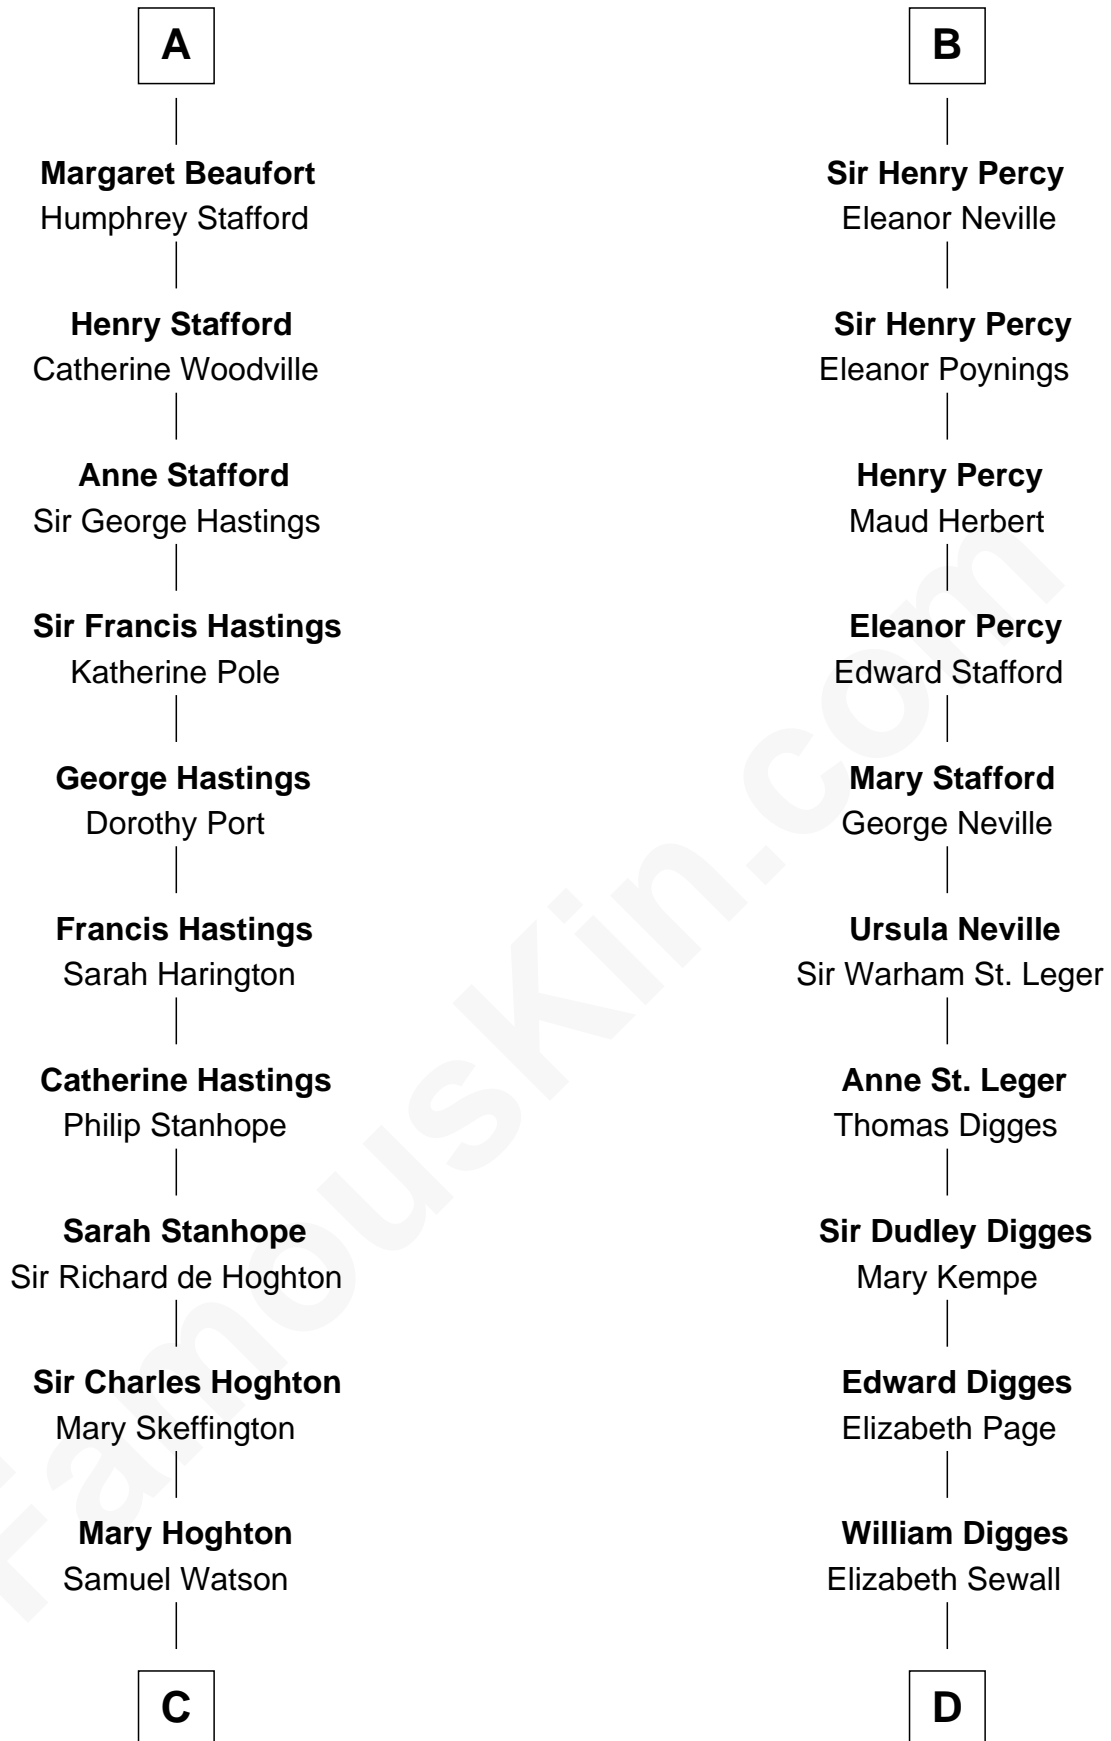 A
Margaret Beaufort
Humphrey Stafford
Henry Stafford
Catherine Woodville
Anne Stafford
Sir George Hastings
Sir Francis Hastings
Katherine Pole
George Hastings
Dorothy Port
Francis Hastings
Sarah Harington
Catherine Hastings
Philip Stanhope
Sarah Stanhope
Sir Richard de Hoghton
Sir Charles Hoghton
Mary Skeffington
Mary Hoghton
Samuel Watson
C
B
Sir Henry Percy
Eleanor Neville
Sir Henry Percy
Eleanor Poynings
Henry Percy
Maud Herbert
Eleanor Percy
Edward Stafford
Mary Stafford
George Neville
Ursula Neville
Sir Warham St. Leger
Anne St. Leger
Thomas Digges
Sir Dudley Digges
Mary Kempe
Edward Digges
Elizabeth Page
William Digges
Elizabeth Sewall
D
FamousKin.com